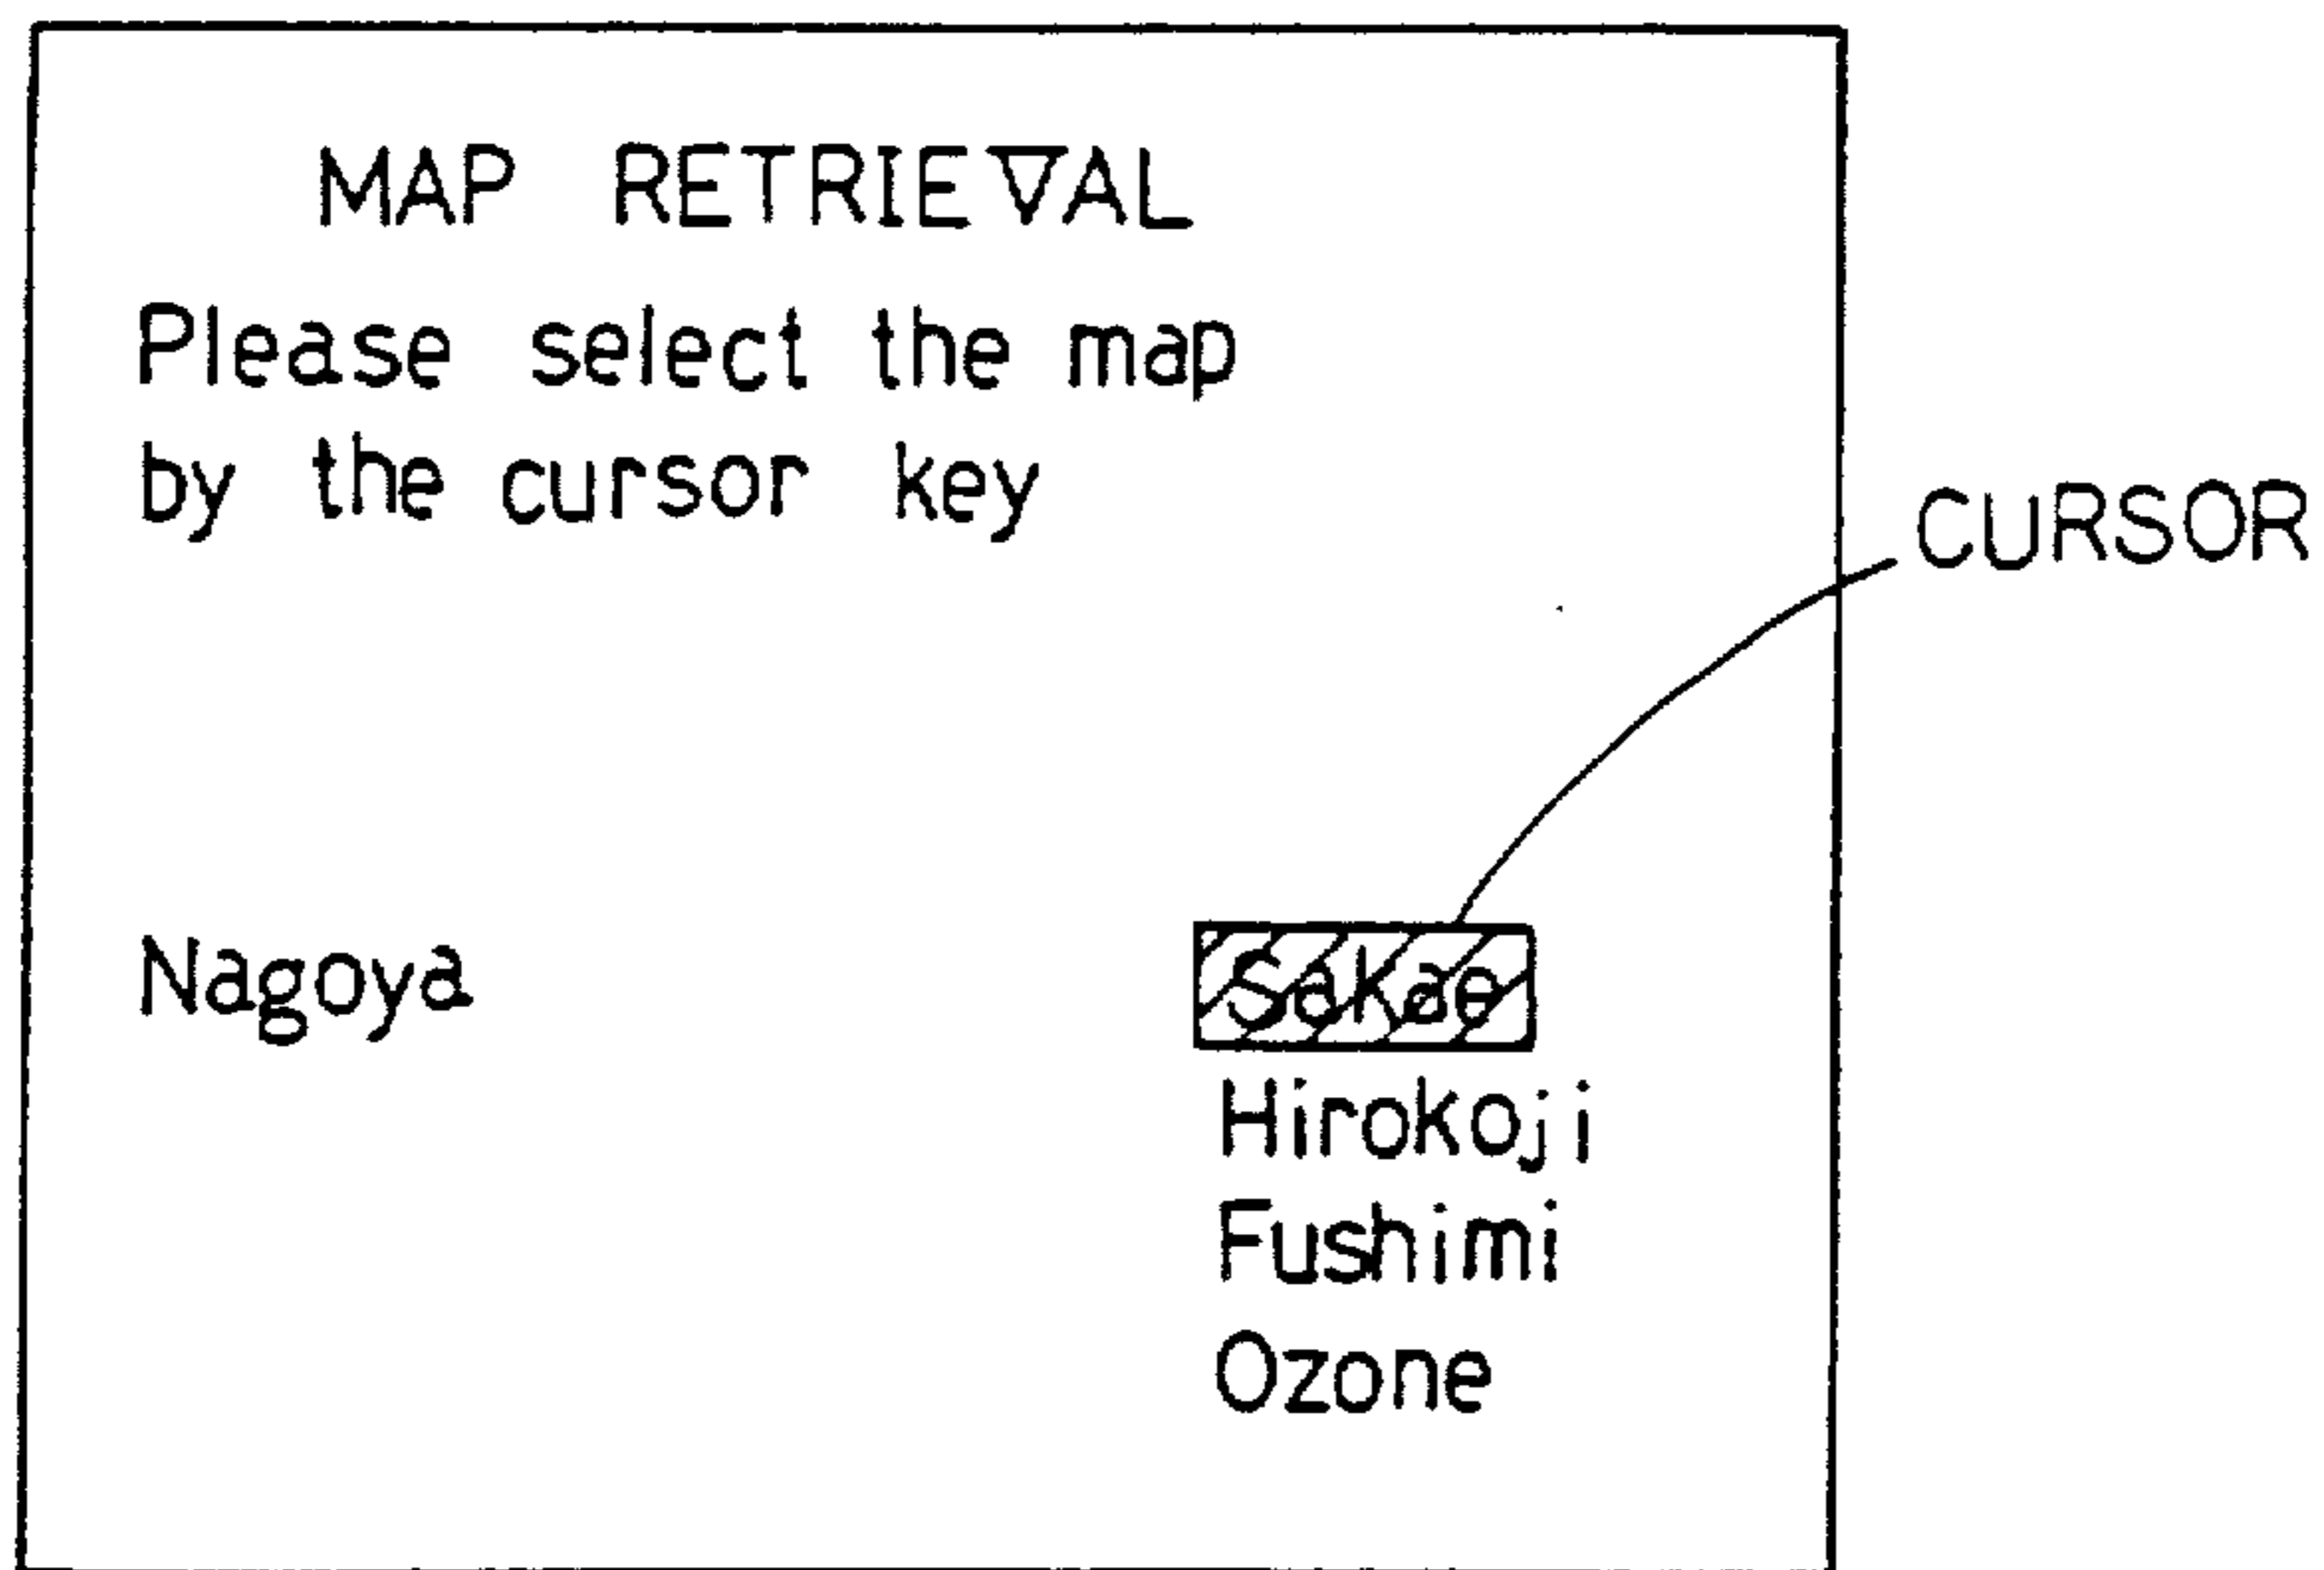 MAP RETRIEVAL
Please select the map
by the cursor key
CURSOR
Nagoya Sakae
Hirokoji
Fushimi
Ozone